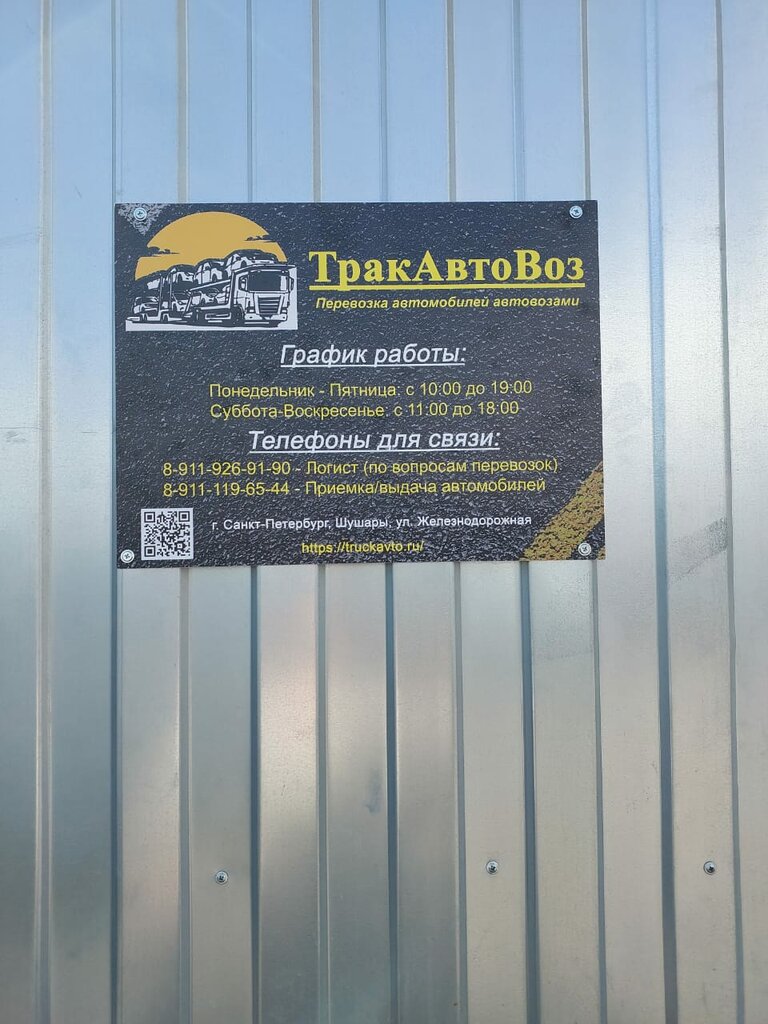 ТракАвтоВоз
Перевозка автомобилей автовозами
График работы:
Понедельник - Пятница: с 10:00 до 19:00
Суббота-Воскресенье: с 11:00 до 18:00
Телефоны для связи:
8-911-926-91-90 - Логист (по вопросам перевозок)
8-911-119-65-44 - Приемка/выдача автомобилей
г. Санкт-Петербург, Шушары, ул. Железнодорожная
https://truckavto.ru/